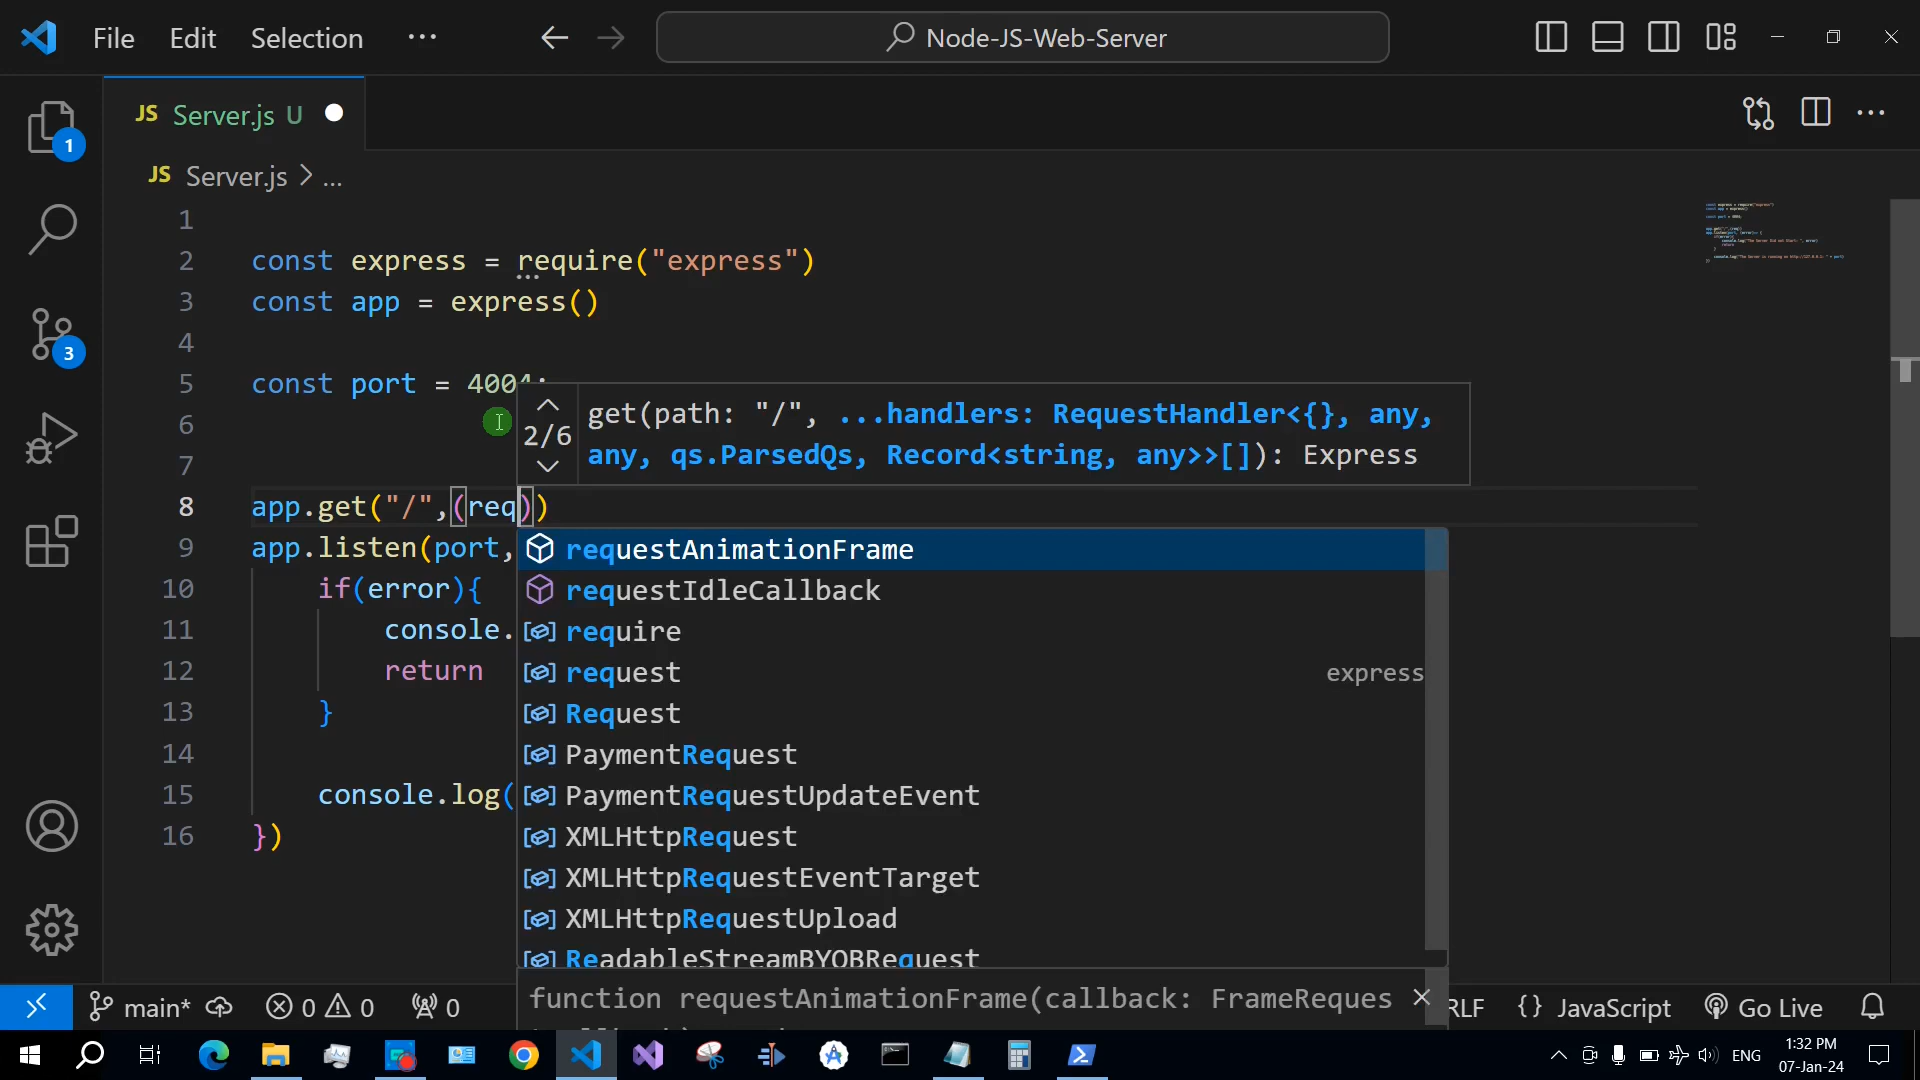 File Edit Selection ··· Node-JS-Web-Server
JS Server.js U
JS Server.js > ...
1
2 const express = require("express")
3 const app = express()
4
5 const port = 4004;
6
7
8 app.get("/",(req))
9 app.listen(port,
10 if(error){
11 console.
12 return
13 }
14
15 console.log(
16 })
2/6
get(path: "/", ...handlers: RequestHandler<{}, any,
any, qs.ParsedQs, Record<string, any>>[]): Express
requestAnimationFrame
requestIdleCallback
require
request express
Request
PaymentRequest
PaymentRequestUpdateEvent
XMLHttpRequest
XMLHttpRequestEventTarget
XMLHttpRequestUpload
ReadableStreamBYOBRequest
function requestAnimationFrame(callback: FrameReques
1
3
main* 0 0 0 RLF {} JavaScript Go Live
ENG 1:32 PM
07-Jan-24